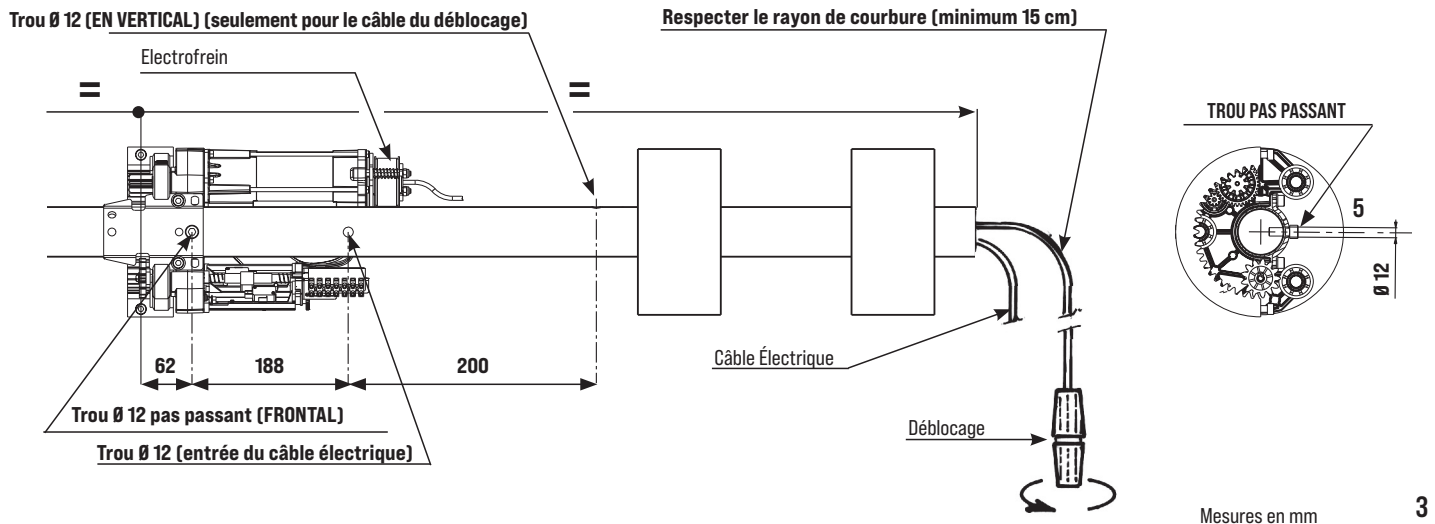 Trou Ø 12 (EN VERTICAL) (seulement pour le câble du déblocage)
Respecter le rayon de courbure (minimum 15 cm)
Electrofrein
=
=
TROU PAS PASSANT
5
Ø 12
62
188
200
Câble Électrique
Trou Ø 12 pas passant (FRONTAL)
Déblocage
Trou Ø 12 (entrée du câble électrique)
Mesures en mm
3